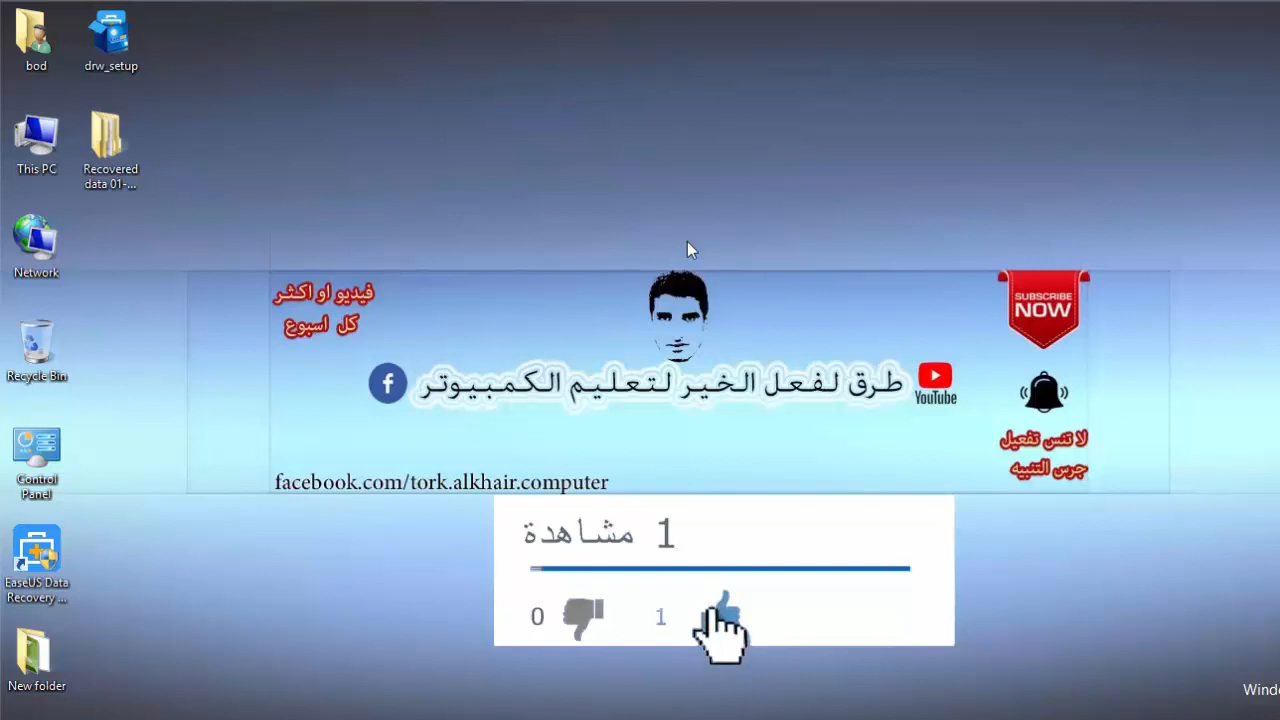 bod
drw_setup
This PC
Recovered
data 01-...
Network
Recycle Bin
Control
Panel
EaseUS Data
Recovery ...
New folder
فيديو او اكثر
كل اسبوع
SUBSCRIBE
NOW
طرق لفعل الخير لتعليم الكمبيوتر
YouTube
لا تنس تفعيل
جرس التنبيه
facebook.com/tork.alkhair.computer
1 مشاهدة
0 1